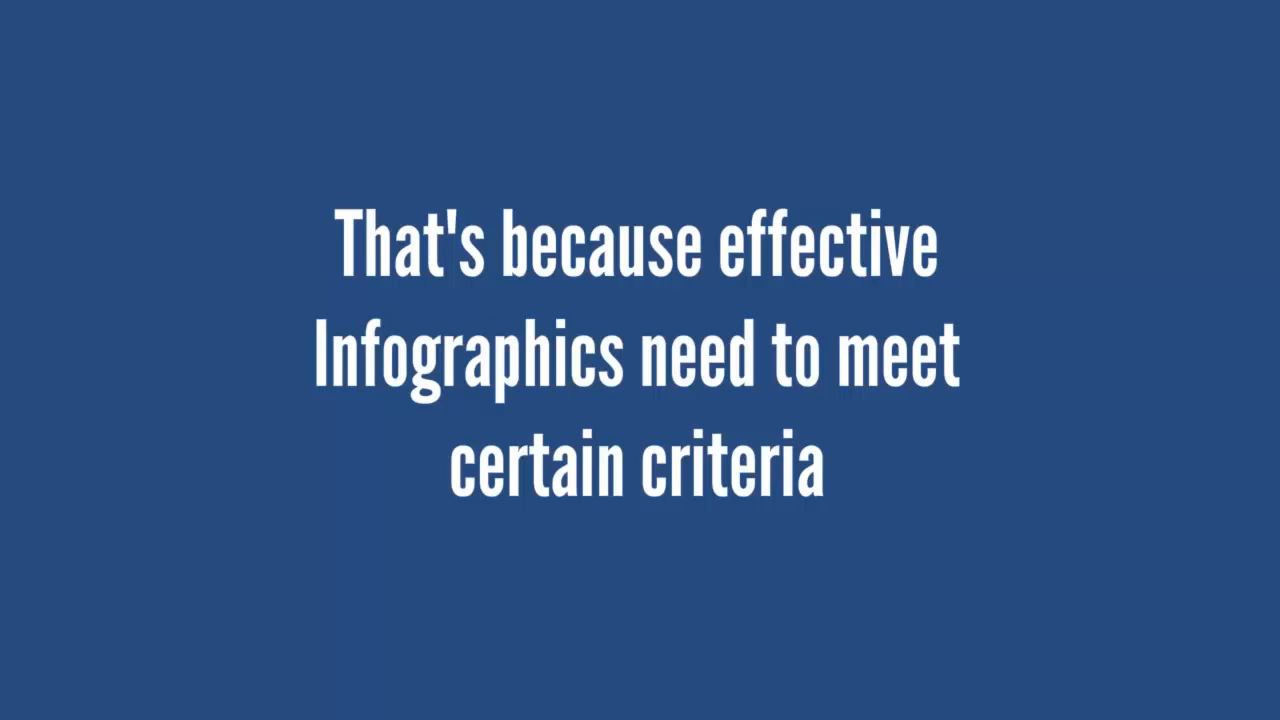 That's because effective
Infographics need to meet
certain criteria